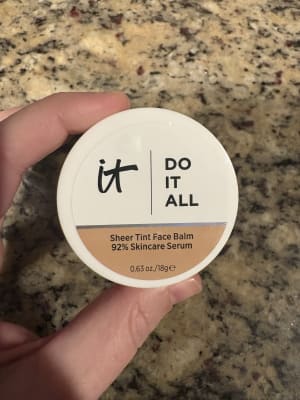 it
DO
IT
ALL
Sheer Tint Face Balm
92% Skincare Serum
0.63 oz./18g℮